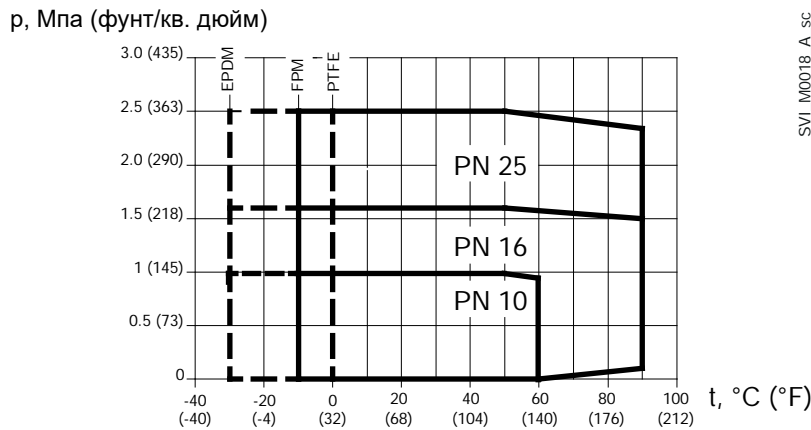 p, Мпа (фунт/кв. дюйм)
SVI_M0018_A_sc
EPDM
FPM
PTFE
3.0 (435)
2.5 (363)
2.0 (290)
1.5 (218)
1 (145)
0.5 (73)
0
PN 25
PN 16
PN 10
-40 -20 0 20 40 60 80 100
(-40) (-4) (32) (68) (104) (140) (176) (212)
t, °C (°F)